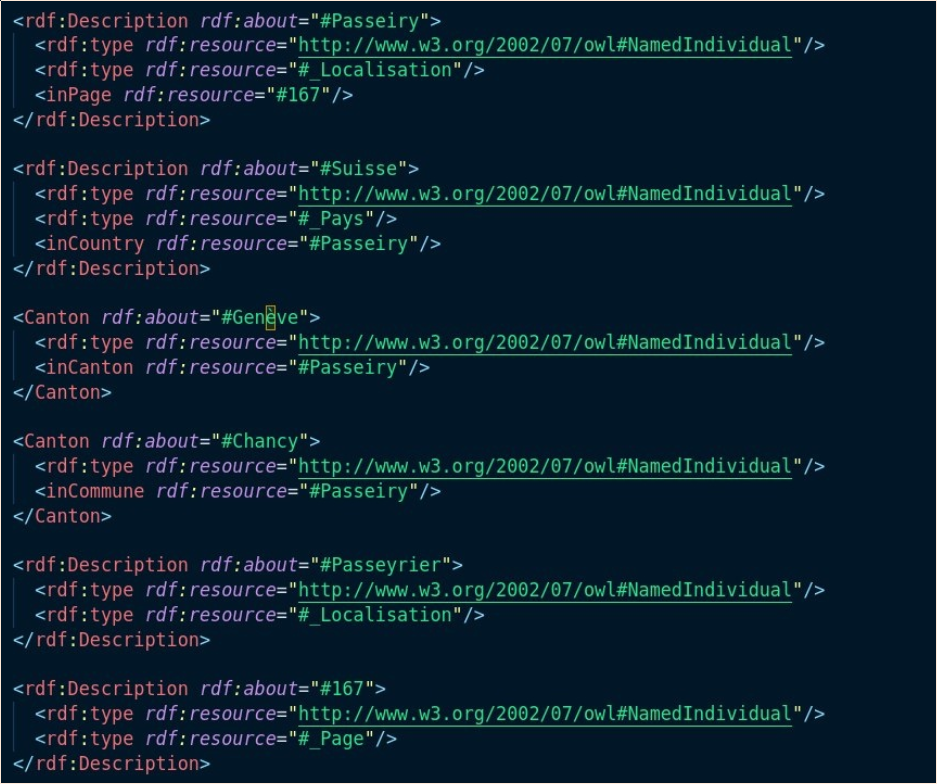 <rdf:Description rdf:about="#Passeiry">
<rdf:type rdf:resource="http://www.w3.org/2002/07/owl#NamedIndividual"/>
<rdf:type rdf:resource="#_Localisation"/>
<inPage rdf:resource="#167"/>
</rdf:Description>
<rdf:Description rdf:about="#Suisse">
<rdf:type rdf:resource="http://www.w3.org/2002/07/owl#NamedIndividual"/>
<rdf:type rdf:resource="#_Pays"/>
<inCountry rdf:resource="#Passeiry"/>
</rdf:Description>
<Canton rdf:about="#Genève">
<rdf:type rdf:resource="http://www.w3.org/2002/07/owl#NamedIndividual"/>
<inCanton rdf:resource="#Passeiry"/>
</Canton>
<Canton rdf:about="#Chancy">
<rdf:type rdf:resource="http://www.w3.org/2002/07/owl#NamedIndividual"/>
<inCommune rdf:resource="#Passeiry"/>
</Canton>
<rdf:Description rdf:about="#Passeyrier">
<rdf:type rdf:resource="http://www.w3.org/2002/07/owl#NamedIndividual"/>
<rdf:type rdf:resource="#_Localisation"/>
</rdf:Description>
<rdf:Description rdf:about="#167">
<rdf:type rdf:resource="http://www.w3.org/2002/07/owl#NamedIndividual"/>
<rdf:type rdf:resource="#_Page"/>
</rdf:Description>